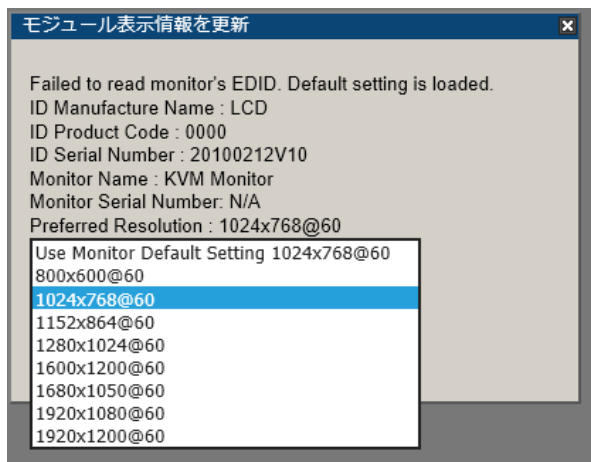 モジュール表示情報を更新
Failed to read monitor's EDID. Default setting is loaded.
ID Manufacture Name : LCD
ID Product Code : 0000
ID Serial Number : 20100212V10
Monitor Name : KVM Monitor
Monitor Serial Number: N/A
Preferred Resolution : 1024x768@60
Use Monitor Default Setting 1024x768@60
800x600@60
1024x768@60
1152x864@60
1280x1024@60
1600x1200@60
1680x1050@60
1920x1080@60
1920x1200@60